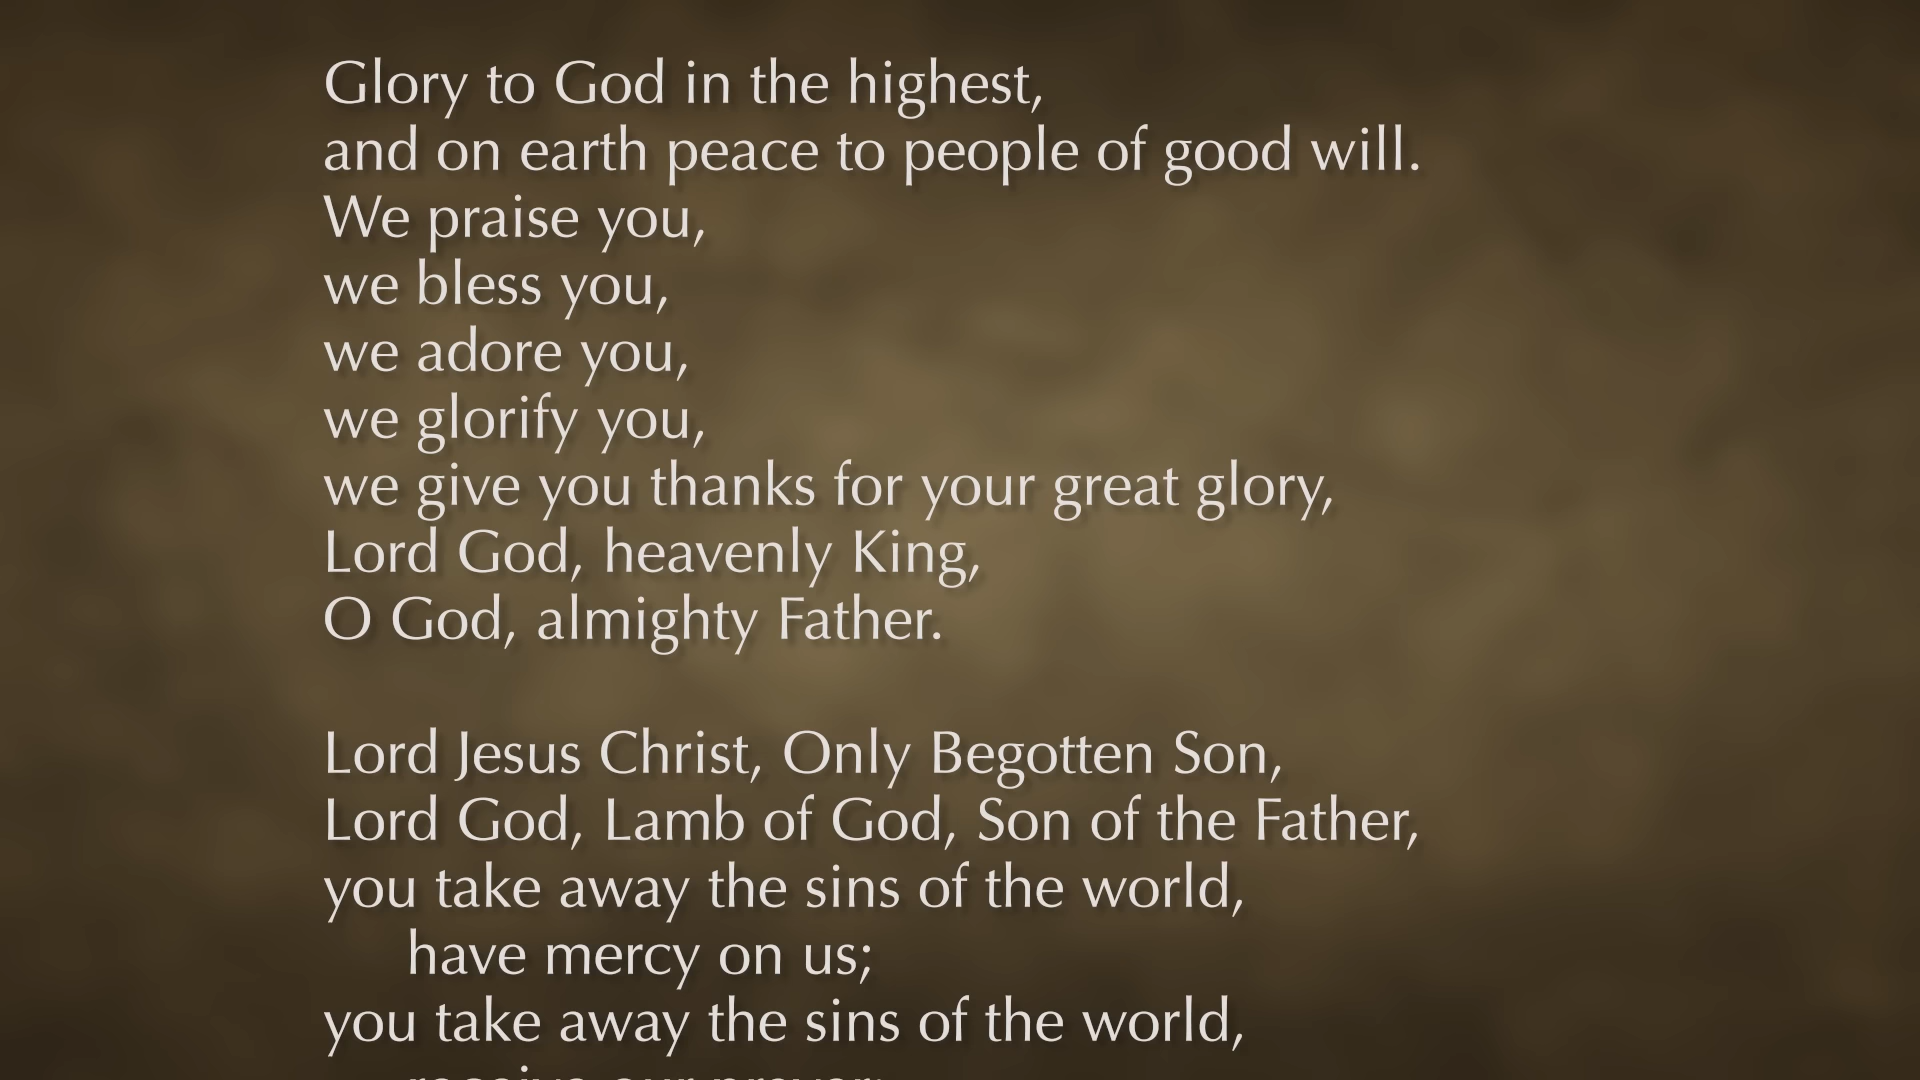 Glory to God in the highest,
and on earth peace to people of good will.
We praise you,
we bless you,
we adore you,
we glorify you,
we give you thanks for your great glory,
Lord God, heavenly King,
O God, almighty Father.
Lord Jesus Christ, Only Begotten Son,
Lord God, Lamb of God, Son of the Father,
you take away the sins of the world,
have mercy on us;
you take away the sins of the world,
receive our prayer;